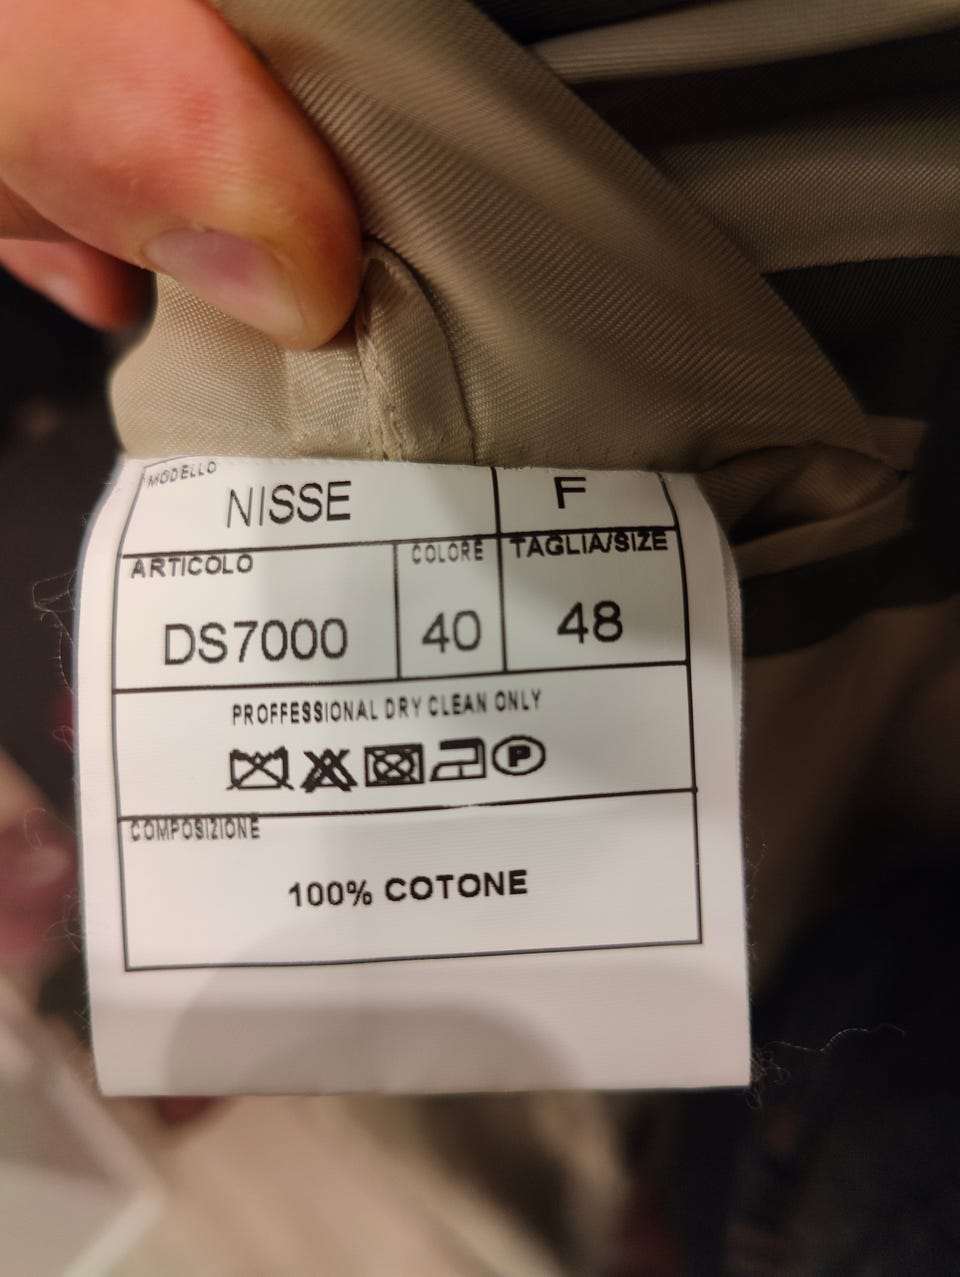 MODELLO
NISSE
F
ARTICOLO
COLORE
TAGLIA/SIZE
DS7000
40
48
PROFFESSIONAL DRY CLEAN ONLY
P
COMPOSIZIONE
100% COTONE